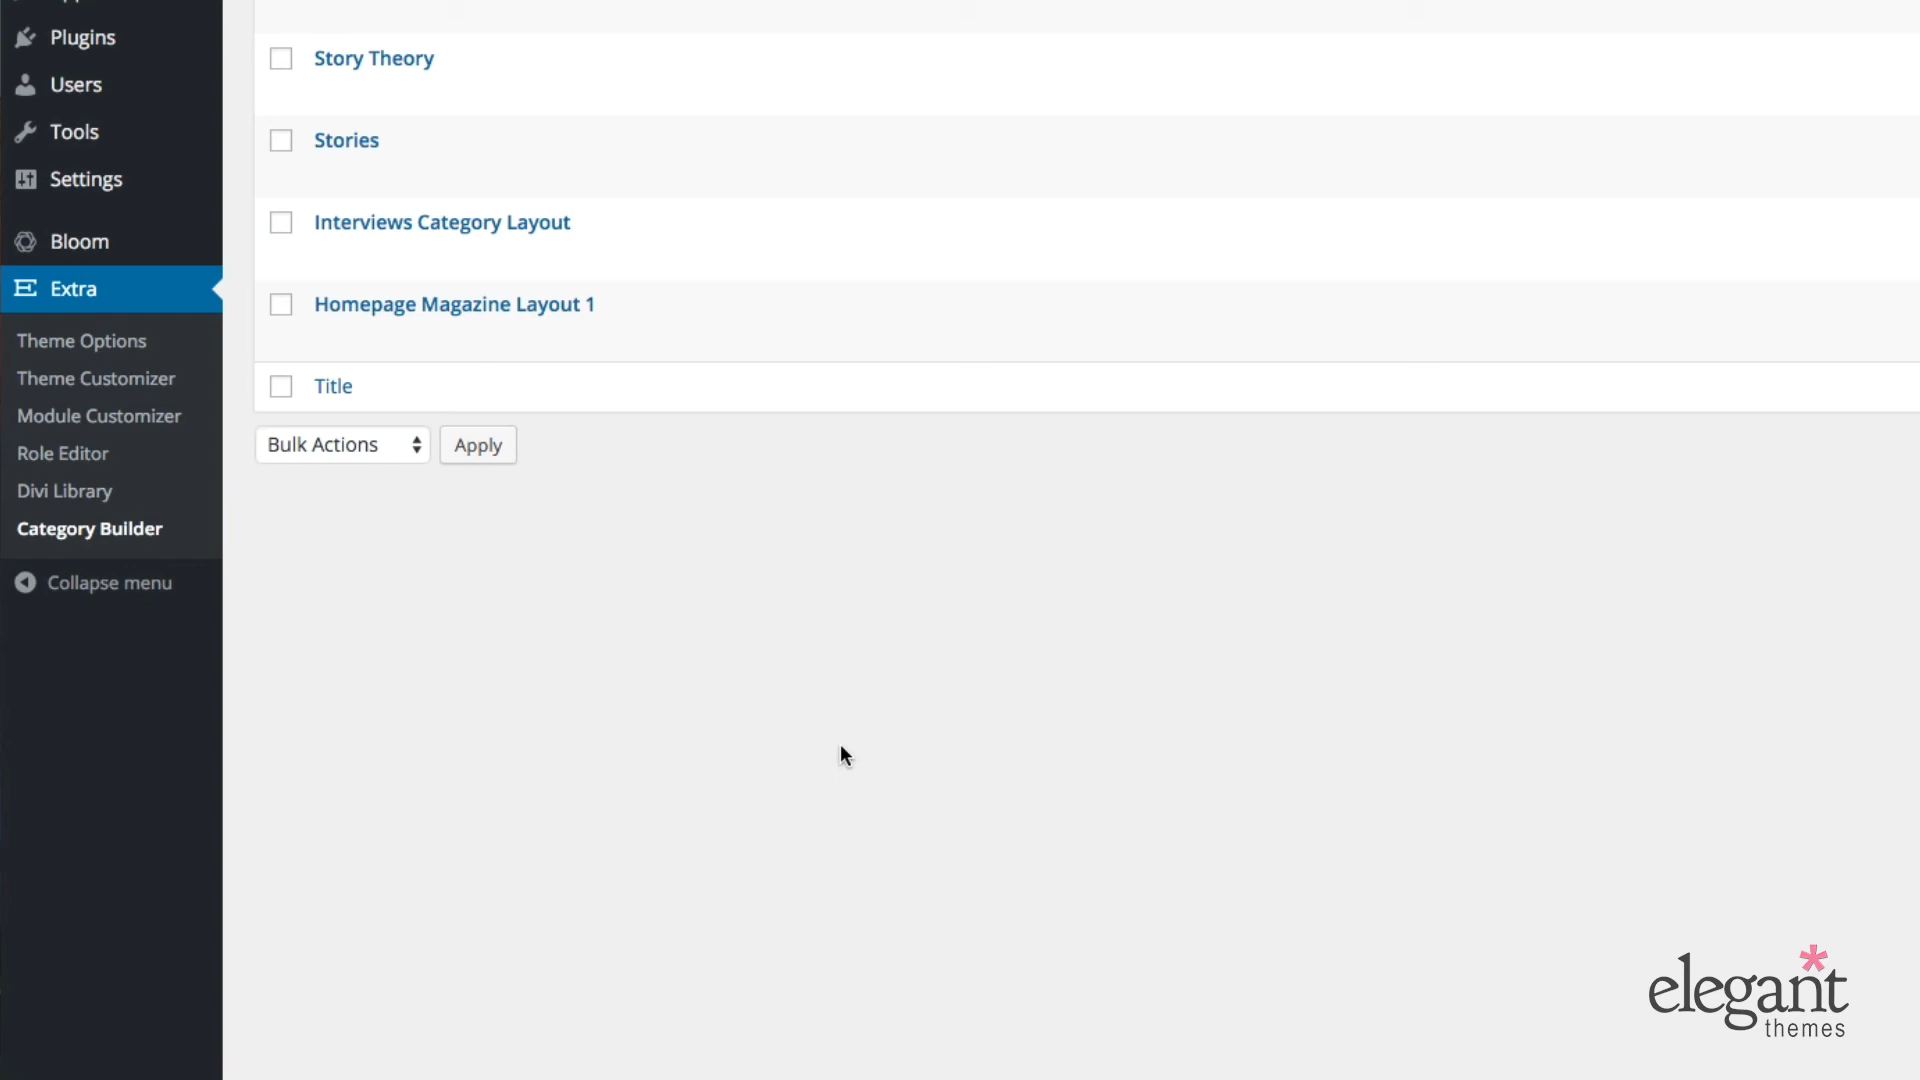 Plugins
Users
Tools
Settings
Bloom
Extra
Theme Options
Theme Customizer
Module Customizer
Role Editor
Divi Library
Category Builder
Collapse menu
Story Theory
Stories
Interviews Category Layout
Homepage Magazine Layout 1
Title
Bulk Actions
Apply
elegant
themes